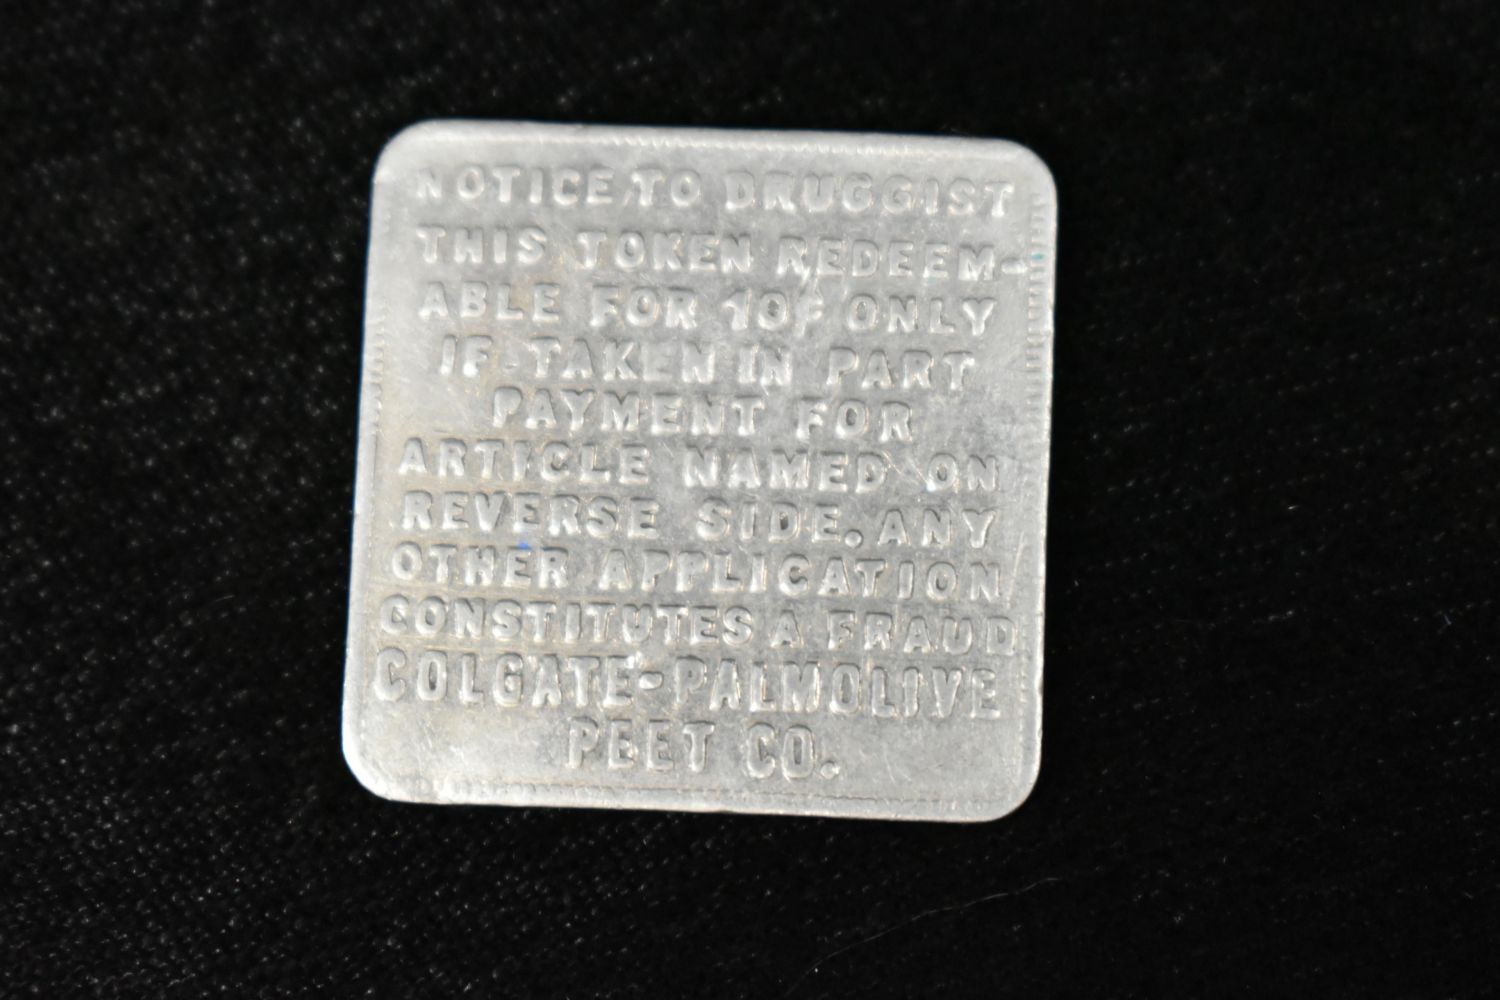 NOTICE TO DRUGGIST
THIS TOKEN REDEEM-
ABLE FOR 10¢ ONLY
IF TAKEN IN PART
PAYMENT FOR
ARTICLE NAMED ON
REVERSE SIDE. ANY
OTHER APPLICATION
CONSTITUTES A FRAUD
COLGATE-PALMOLIVE
PEET CO.